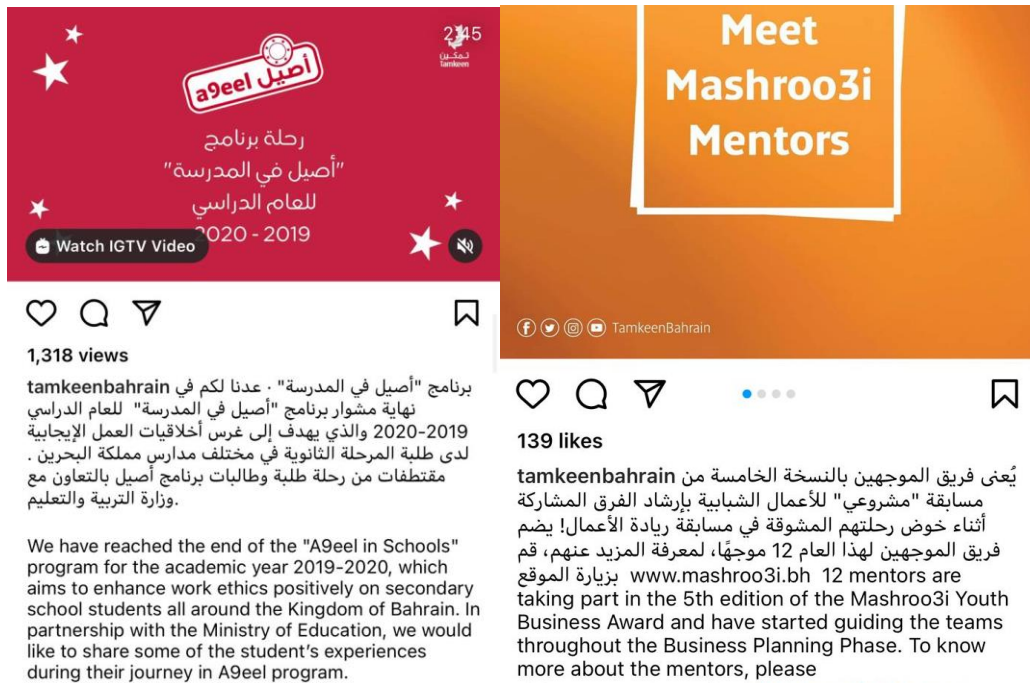 2:45
تمكين
Tamkeen
أصيل a9eel
رحلة برنامج
"أصيل في المدرسة"
للعام الدراسي
2020 - 2019
Watch IGTV Video
1,318 views
tamkeenbahrain برنامج "أصيل في المدرسة" · عدنا لكم في
نهاية مشوار برنامج "أصيل في المدرسة" للعام الدراسي
2019-2020 والذي يهدف إلى غرس أخلاقيات العمل الإيجابية
لدى طلبة المرحلة الثانوية في مختلف مدارس مملكة البحرين .
مقتطفات من رحلة طلبة وطالبات برنامج أصيل بالتعاون مع
وزارة التربية والتعليم.
We have reached the end of the "A9eel in Schools"
program for the academic year 2019-2020, which
aims to enhance work ethics positively on secondary
school students all around the Kingdom of Bahrain. In
partnership with the Ministry of Education, we would
like to share some of the student's experiences
during their journey in A9eel program.
Meet
Mashroo3i
Mentors
TamkeenBahrain
139 likes
tamkeenbahrain يُعنى فريق الموجهين بالنسخة الخامسة من
مسابقة "مشروعي" للأعمال الشبابية بإرشاد الفرق المشاركة
أثناء خوض رحلتهم المشوقة في مسابقة ريادة الأعمال! يضم
فريق الموجهين لهذا العام 12 موجهًا، لمعرفة المزيد عنهم، قم
بزيارة الموقع www.mashroo3i.bh 12 mentors are
taking part in the 5th edition of the Mashroo3i Youth
Business Award and have started guiding the teams
throughout the Business Planning Phase. To know
more about the mentors, please